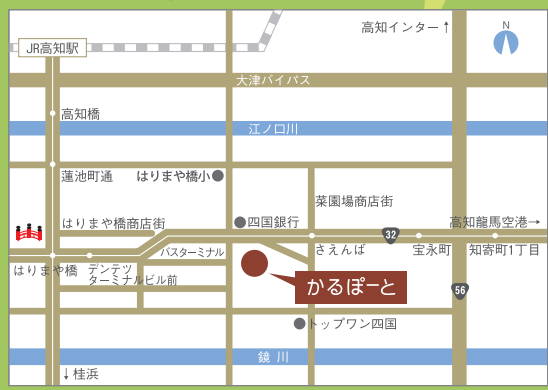 高知インター↑
N
JR高知駅
大津バイパス
高知橋
江ノ口川
蓮池町通
はりまや橋小
菜園場商店街
はりまや橋商店街
四国銀行
32
高知龍馬空港→
バスターミナル
さえんば
宝永町
知寄町1丁目
はりまや橋
デンテツ
ターミナルビル前
かるぽーと
56
トップワン四国
鏡川
↓桂浜